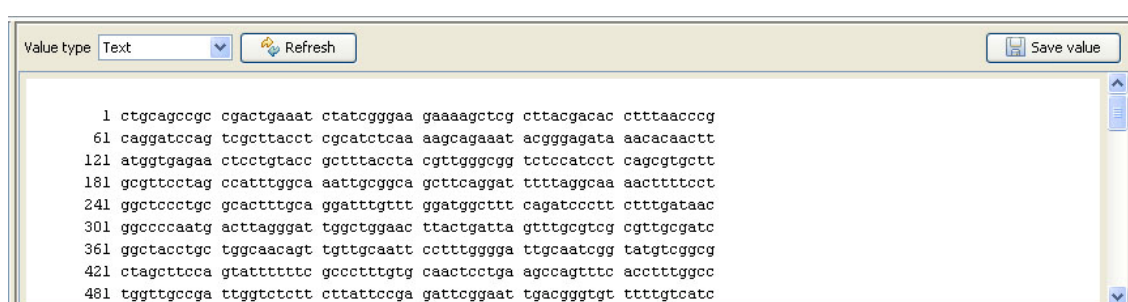 Value type Text Refresh Save value
1 ctgcagccgc cgactgaaat ctatcgggaa gaaaagctcg cttacgacac ctttaacccg
61 caggatccag tcgcttacct cgcatctcaa aagcagaaat acgggagata aacacaactt
121 atggtgagaa ctcctgtacc gctttaccta cgttgggcgg tctccatcct cagcgtgctt
181 gcgttcctag ccatttggca aattgcggca gcttcaggat ttttaggcaa aacttttcct
241 ggctccctgc gcactttgca ggatttgttt ggatggcttt cagatccctt ctttgataac
301 ggccccaatg acttagggat tggctggaac ttactgatta gtttgcgtcg cgttgcgatc
361 ggctacctgc tggcaacagt tgttgcaatt cctttgggga ttgcaatcgg tatgtcggcg
421 ctagcttcca gtattttttc gccctttgtg caactcctga agccagtttc acctttggcc
481 tggttgccga ttggtctctt cttattccga gattcggaat tgacgggtgt ttttgtcatc